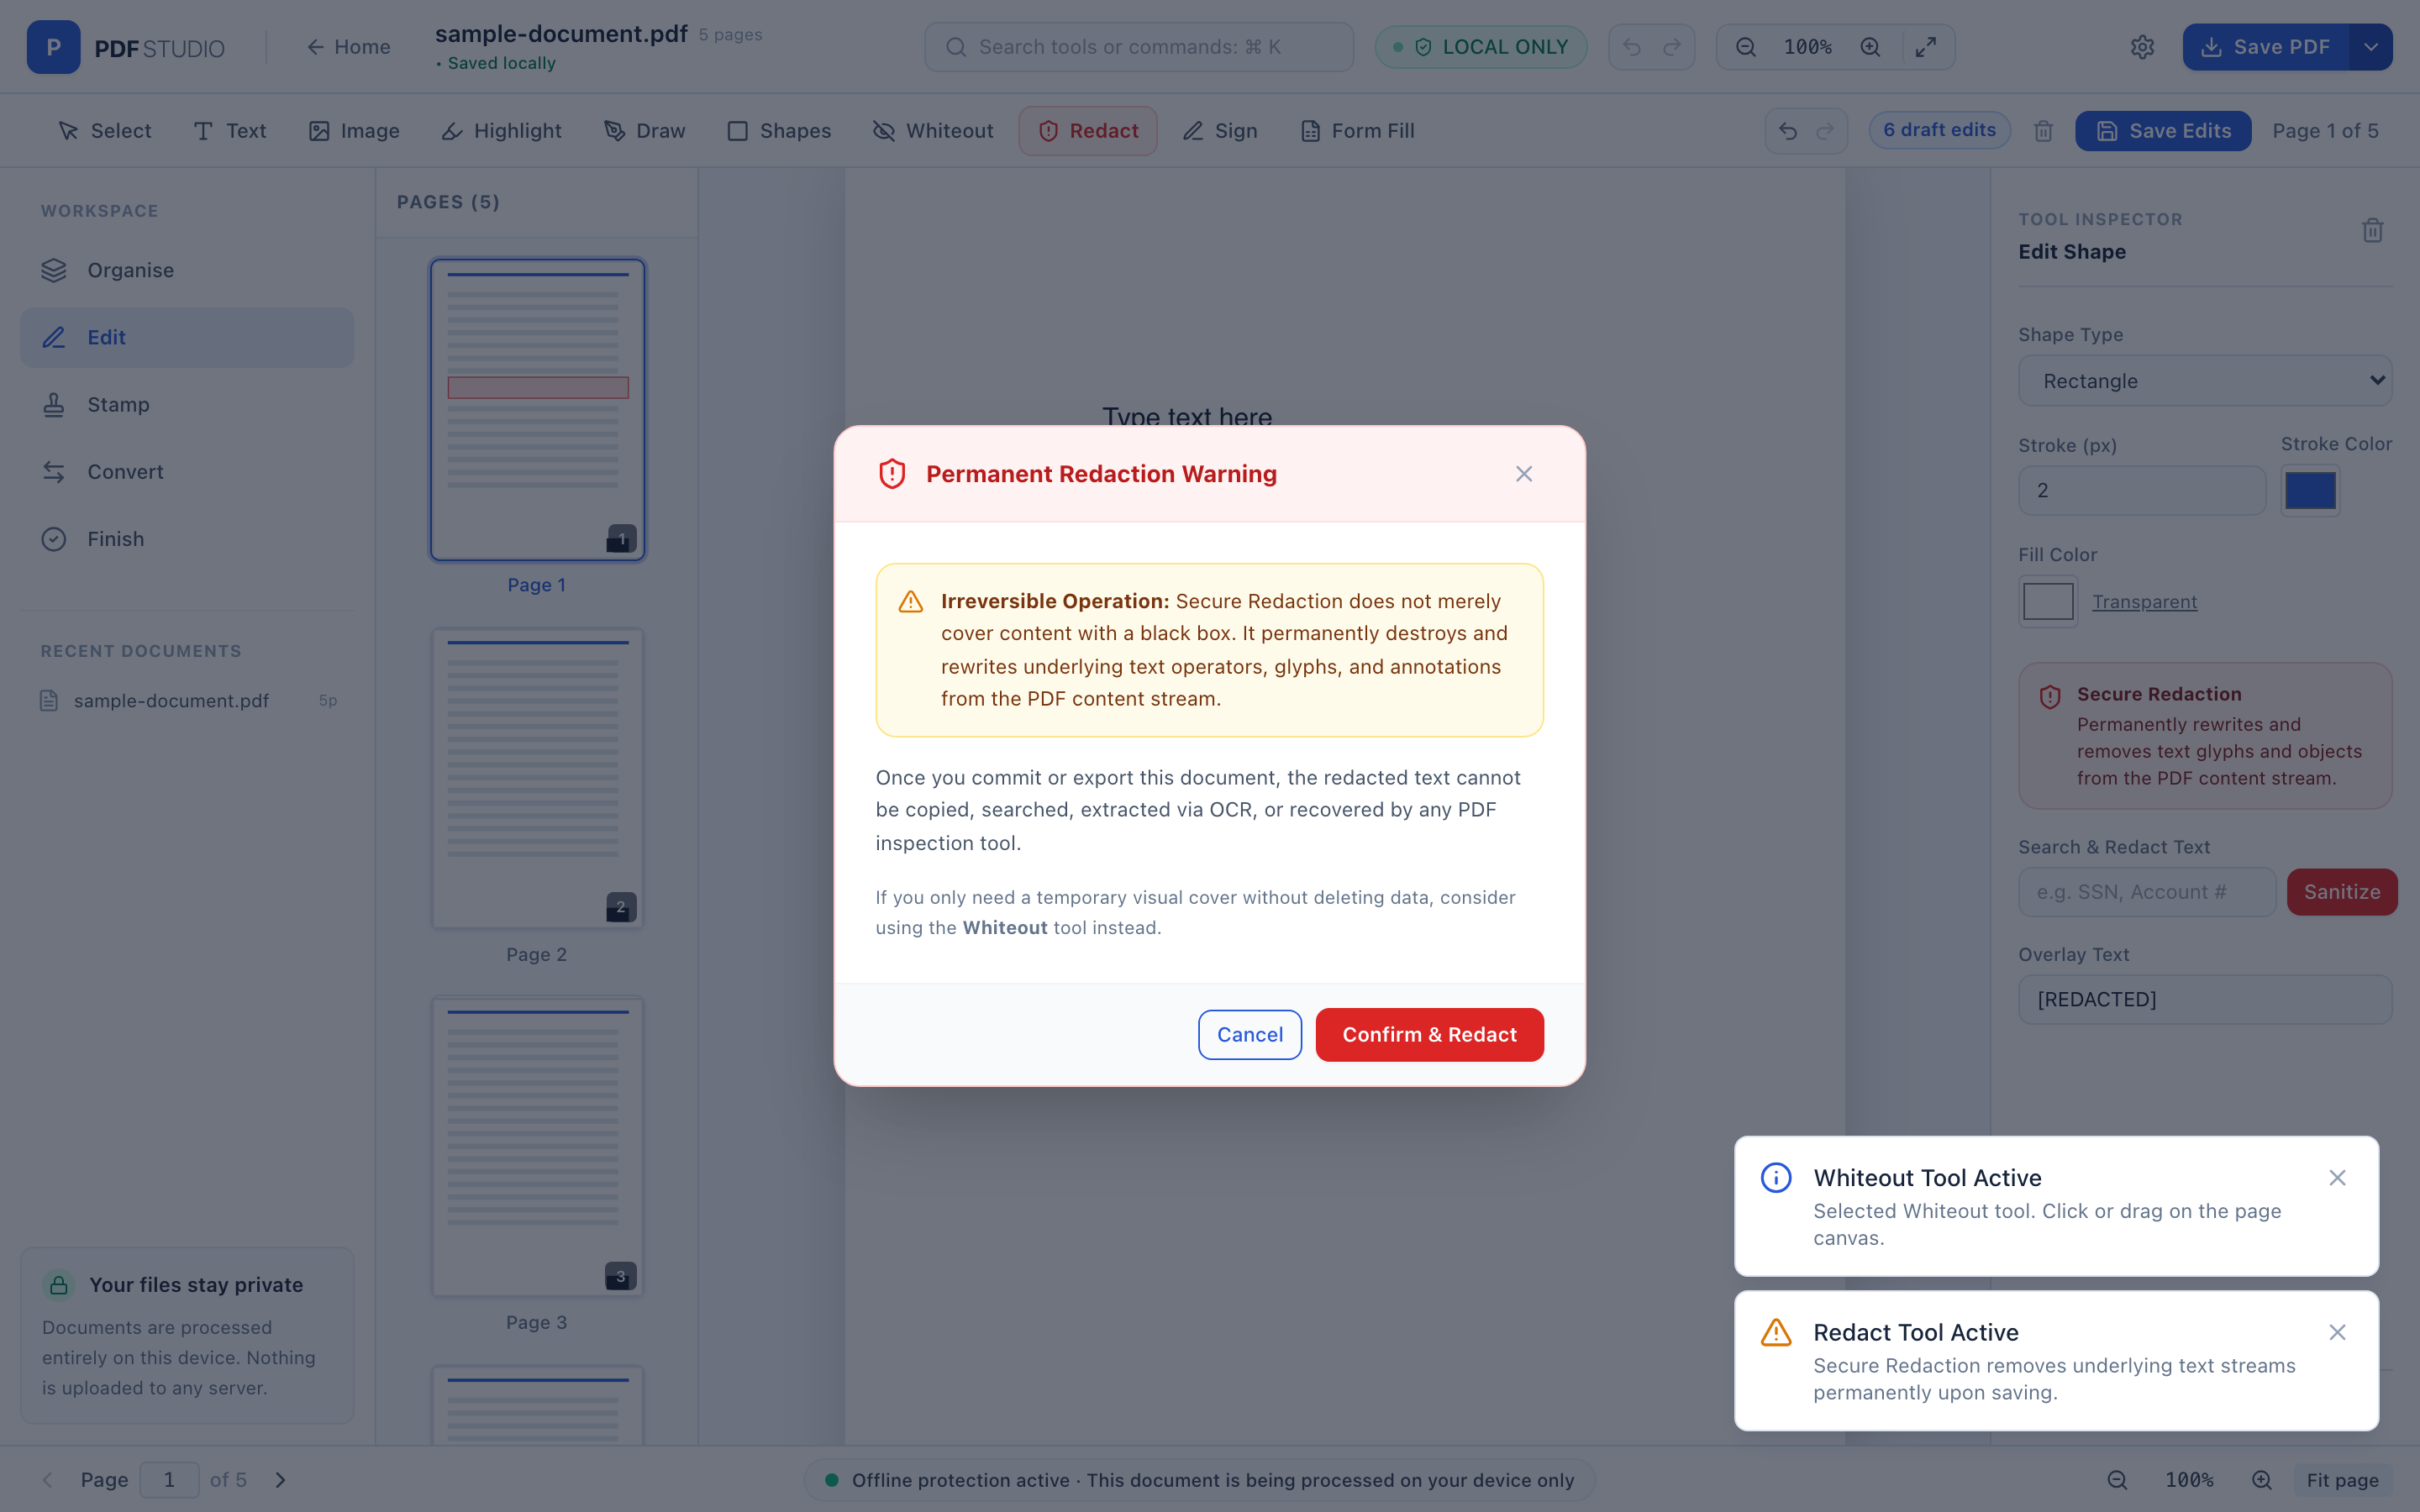 P PDF STUDIO
Home
sample-document.pdf 5 pages
• Saved locally
Search tools or commands: ⌘ K
LOCAL ONLY
100%
Save PDF
Select
Text
Image
Highlight
Draw
Shapes
Whiteout
Redact
Sign
Form Fill
6 draft edits
Save Edits
Page 1 of 5
WORKSPACE
Organise
Edit
Stamp
Convert
Finish
RECENT DOCUMENTS
sample-document.pdf 5p
Your files stay private
Documents are processed
entirely on this device. Nothing
is uploaded to any server.
PAGES (5)
1
Page 1
2
Page 2
3
Page 3
Type text here
Permanent Redaction Warning
Irreversible Operation: Secure Redaction does not merely
cover content with a black box. It permanently destroys and
rewrites underlying text operators, glyphs, and annotations
from the PDF content stream.
Once you commit or export this document, the redacted text cannot
be copied, searched, extracted via OCR, or recovered by any PDF
inspection tool.
If you only need a temporary visual cover without deleting data, consider
using the Whiteout tool instead.
Cancel
Confirm & Redact
TOOL INSPECTOR
Edit Shape
Shape Type
Rectangle
Stroke (px)
Stroke Color
2
Fill Color
Transparent
Secure Redaction
Permanently rewrites and
removes text glyphs and objects
from the PDF content stream.
Search & Redact Text
e.g. SSN, Account #
Sanitize
Overlay Text
[REDACTED]
Whiteout Tool Active
Selected Whiteout tool. Click or drag on the page
canvas.
Redact Tool Active
Secure Redaction removes underlying text streams
permanently upon saving.
Page 1 of 5
Offline protection active · This document is being processed on your device only
100%
Fit page